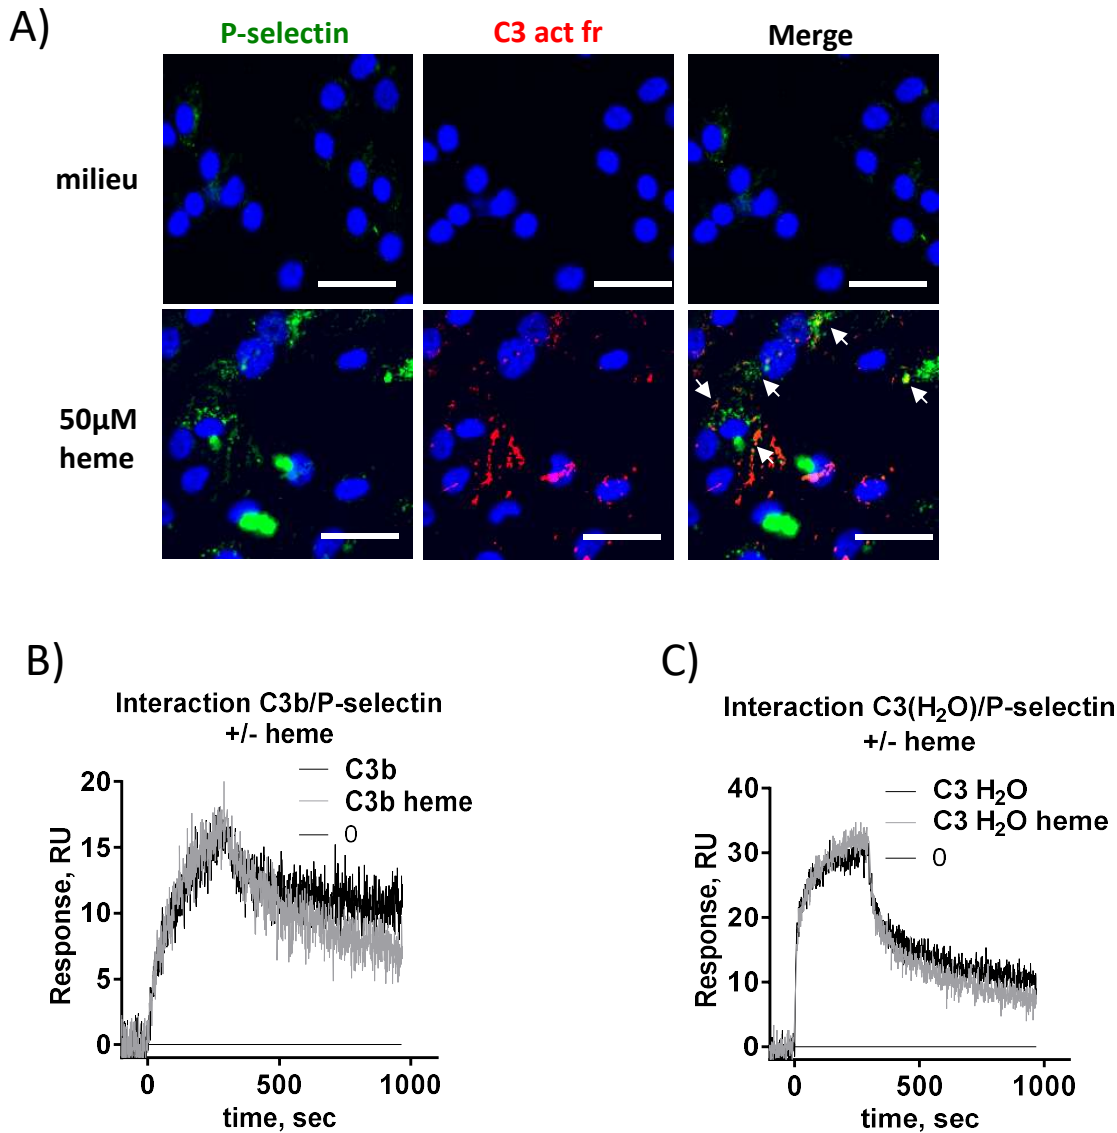 A)
P-selectin C3 act fr Merge
milieu
50µM
heme
B)
Interaction C3b/P-selectin
+/- heme
C3b
C3b heme
0
20
15
10
5
0
Response, RU
0 500 1000
time, sec
C)
Interaction C3(H₂O)/P-selectin
+/- heme
C3 H₂O
C3 H₂O heme
0
40
30
20
10
0
Response, RU
0 500 1000
time, sec